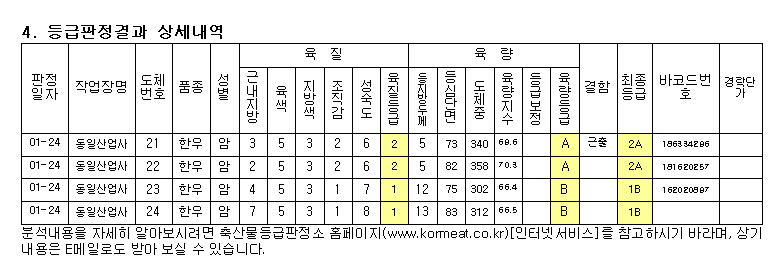 4. 등급판정결과 상세내역
판정일자 작업장명 도체번호 품종 성별 육 질 육 량 결함 최종등급 바코드번호 경락단가
근내지방 육색 지방색 조직감 성숙도 육질등급 등지방두께 등심단면 도체중 육량지수 등급보정 육량등급
01-24 동일산업사 21 한우 암 3 5 3 2 6 2 5 73 340 69.6 A 근출 2A 186334296
01-24 동일산업사 22 한우 암 2 5 3 2 6 2 5 82 358 70.3 A 2A 181620257
01-24 동일산업사 23 한우 암 4 5 3 1 7 1 12 75 302 66.4 B 1B 162020897
01-24 동일산업사 24 한우 암 7 5 3 1 8 1 13 83 312 66.5 B 1B
분석내용을 자세히 알아보시려면 축산물등급판정소 홈페이지(www.kormeat.co.kr)[인터넷서비스]를 참고하시기 바라며, 상기
내용은 E메일로도 받아 보실 수 있습니다.